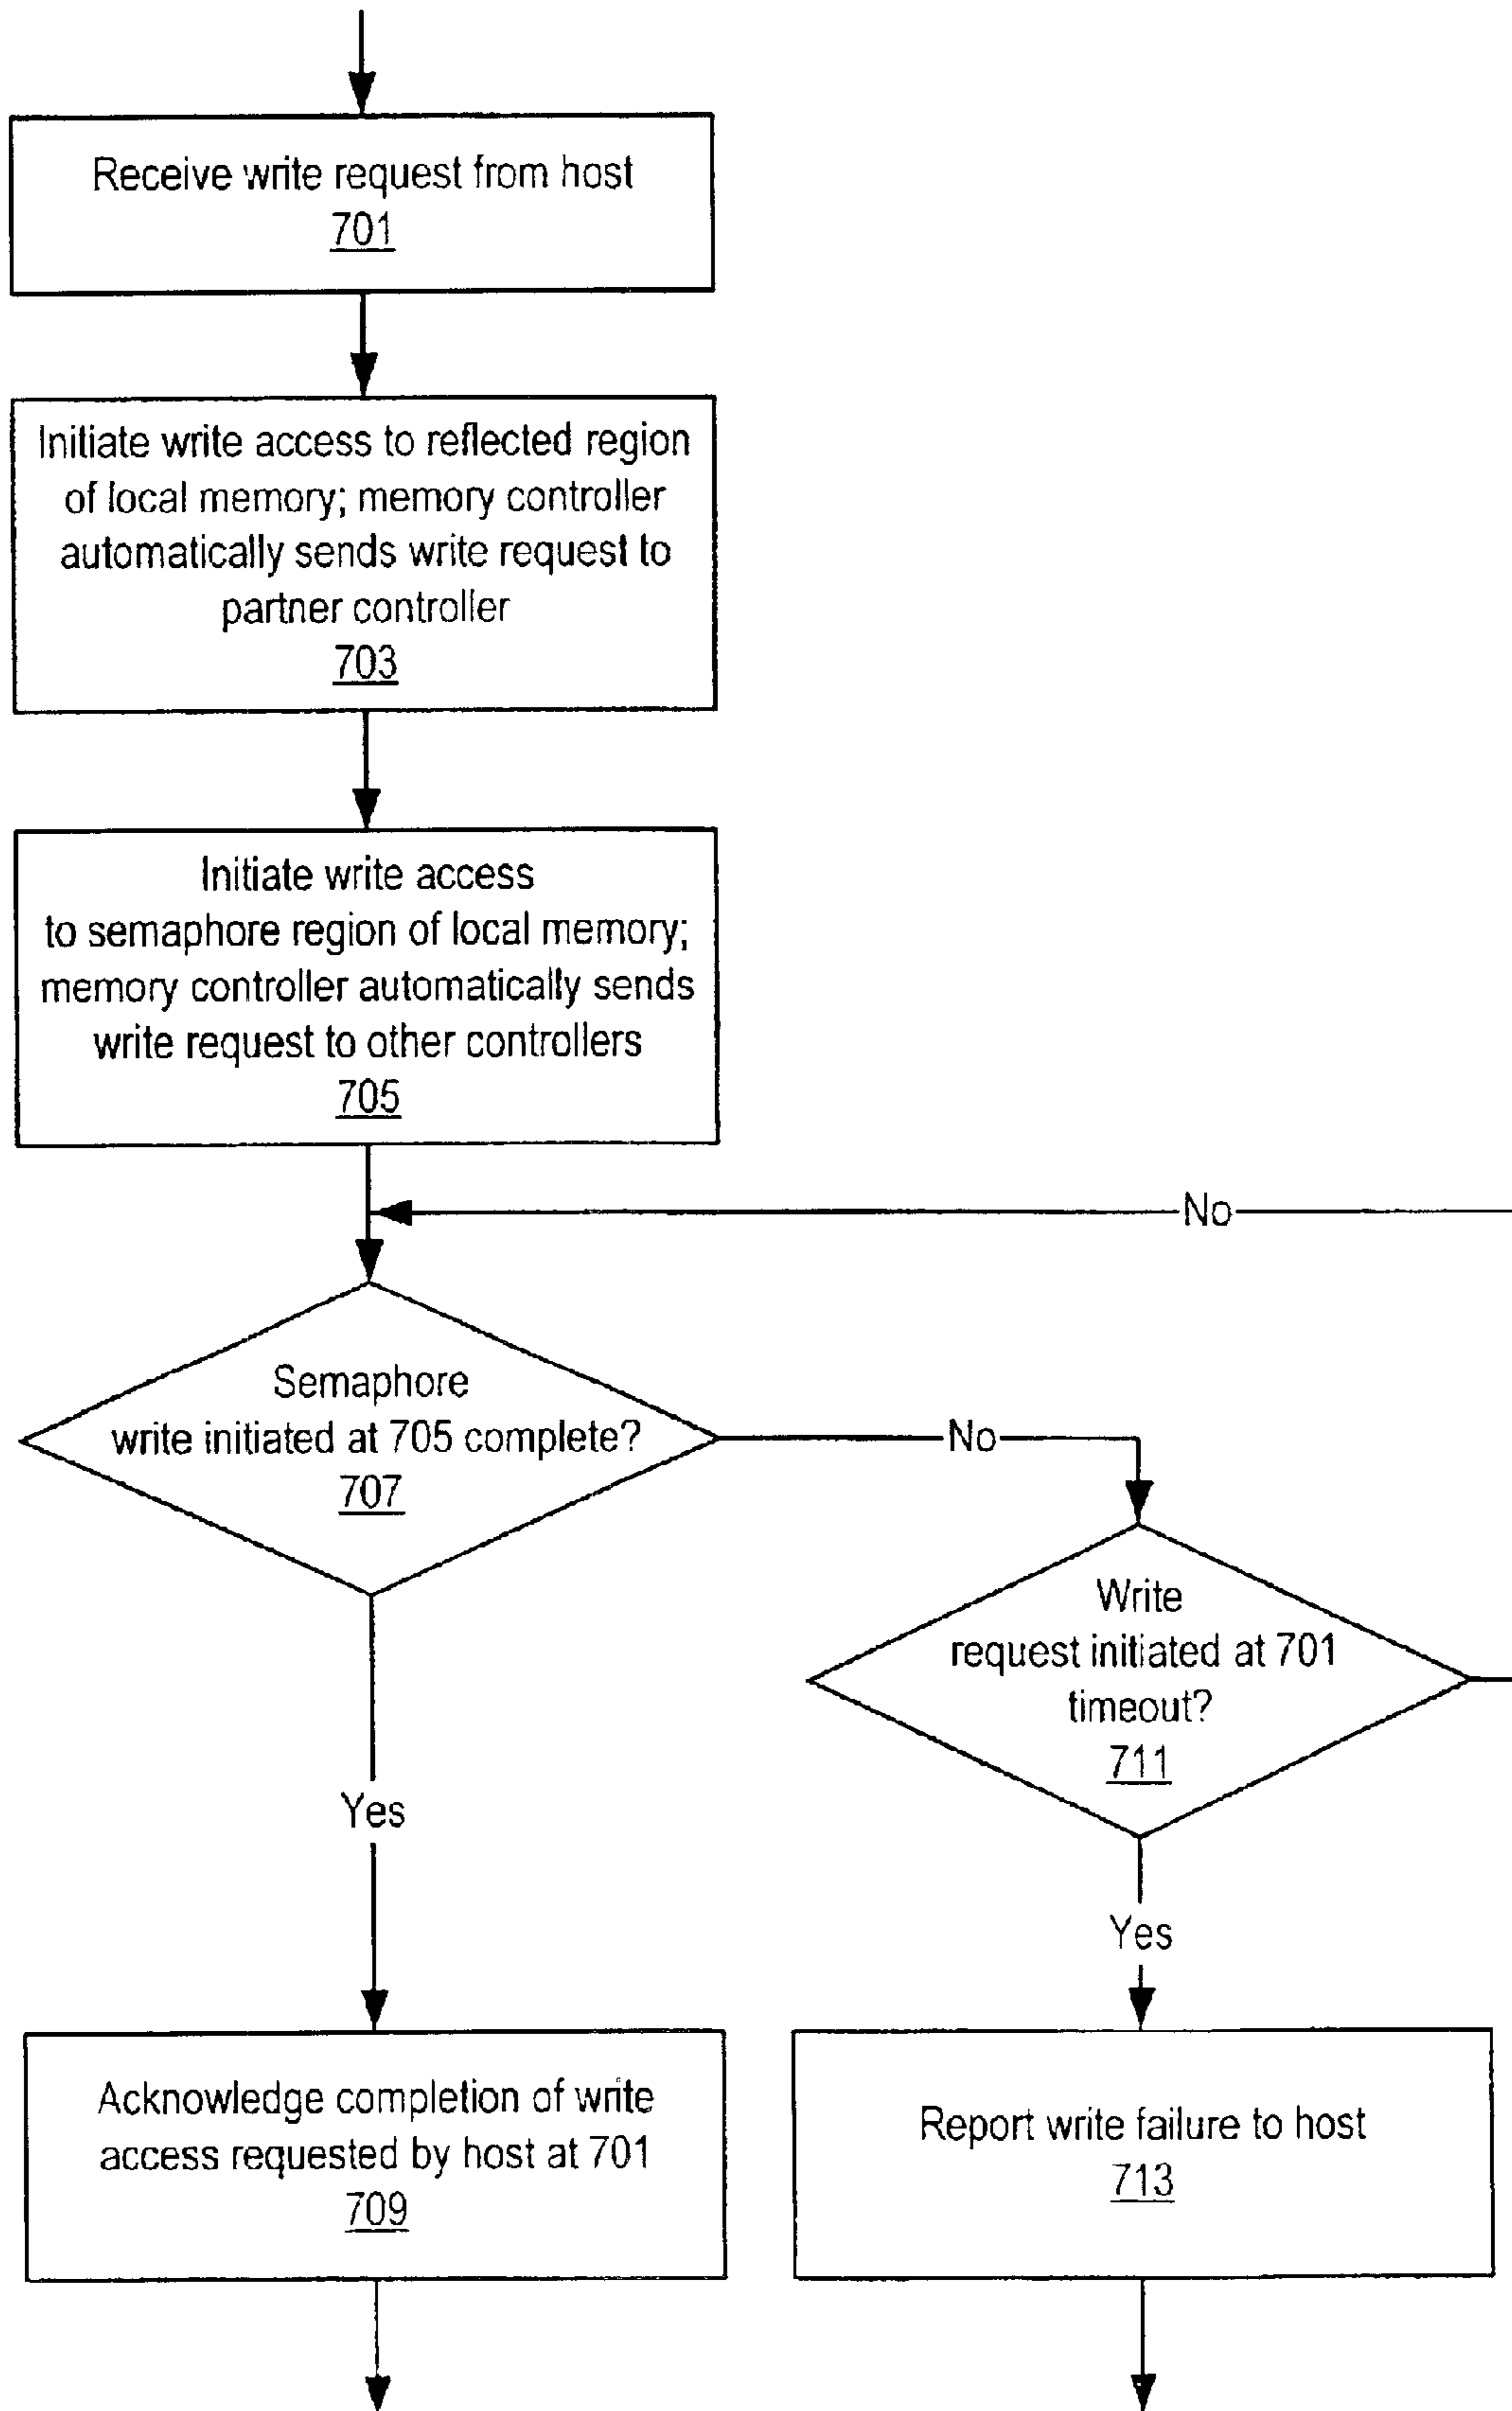 Receive write request from host
701
Initiate write access to reflected region
of local memory; memory controller
automatically sends write request to
partner controller
703
Initiate write access
to semaphore region of local memory;
memory controller automatically sends
write request to other controllers
705
No
Semaphore
write initiated at 705 complete?
707
No
Write
request initiated at 701
timeout?
711
Yes
Yes
Acknowledge completion of write
access requested by host at 701
709
Report write failure to host
713